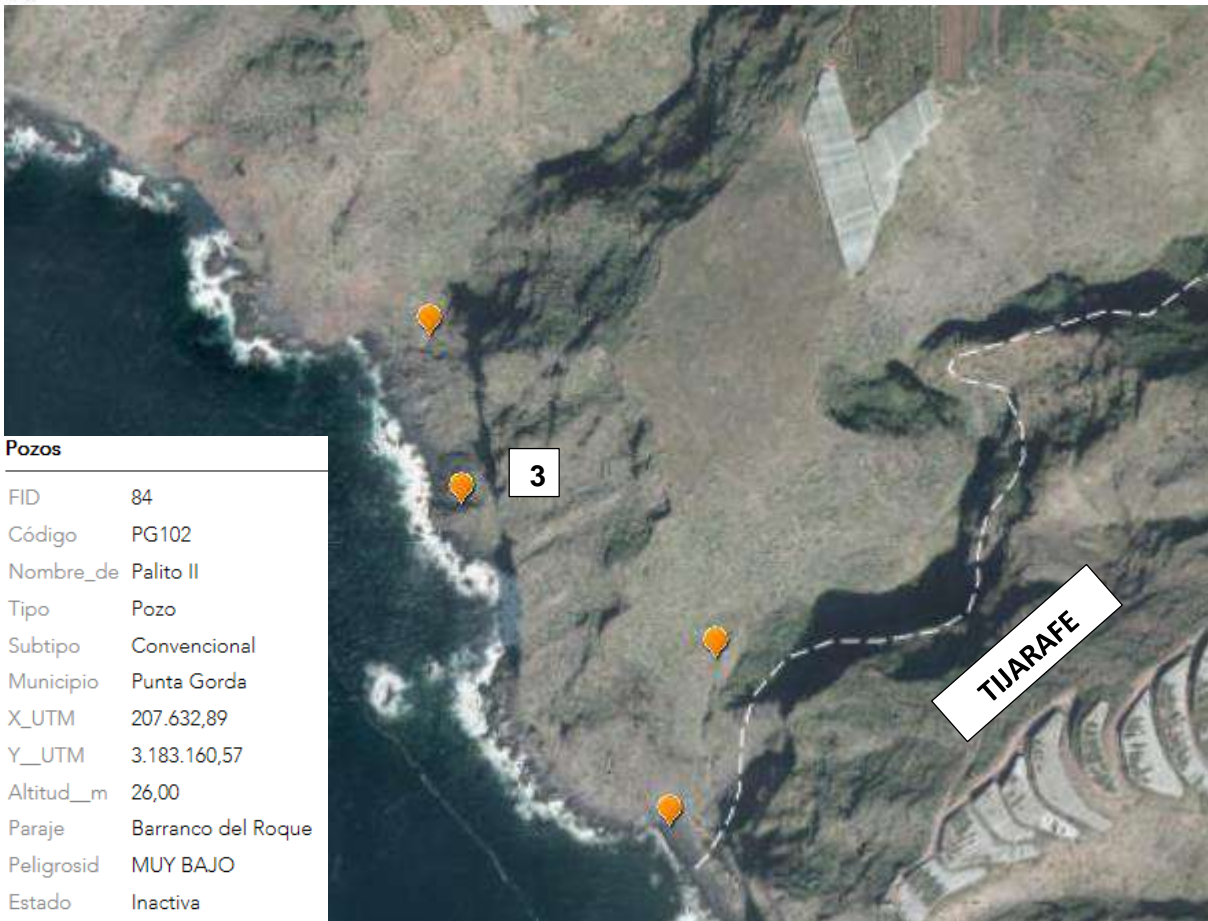 3
TIJARAFE
Pozos
FID 84
Código PG102
Nombre_de Palito II
Tipo Pozo
Subtipo Convencional
Municipio Punta Gorda
X_UTM 207.632,89
Y__UTM 3.183.160,57
Altitud__m 26,00
Paraje Barranco del Roque
Peligrosid MUY BAJO
Estado Inactiva